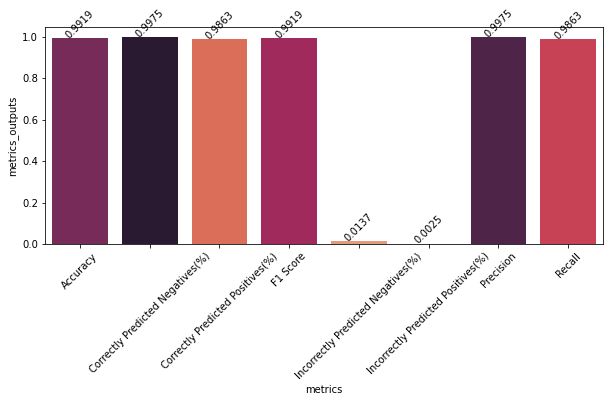 0.9919
0.9975
0.9863
0.9919
0.0137
0.0025
0.9975
0.9863
metrics_outputs
1.0
0.8
0.6
0.4
0.2
0.0
Accuracy
Correctly Predicted Negatives(%)
Correctly Predicted Positives(%)
F1 Score
Incorrectly Predicted Negatives(%)
Incorrectly Predicted Positives(%)
Precision
Recall
metrics